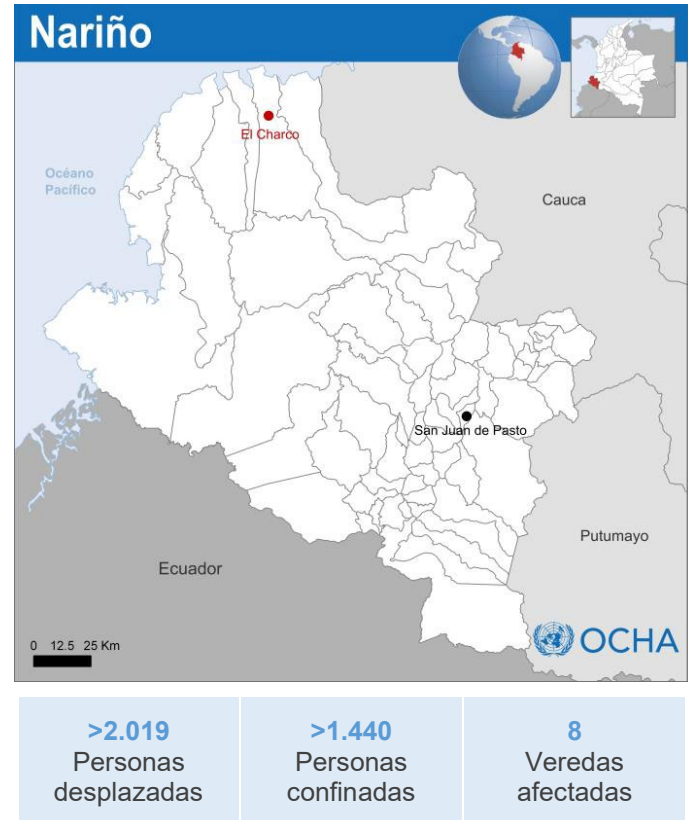 Nariño
El Charco
Océano
Pacífico
Cauca
San Juan de Pasto
Putumayo
Ecuador
OCHA
0 12.5 25 Km
>2.019
Personas
desplazadas
>1.440
Personas
confinadas
8
Veredas
afectadas